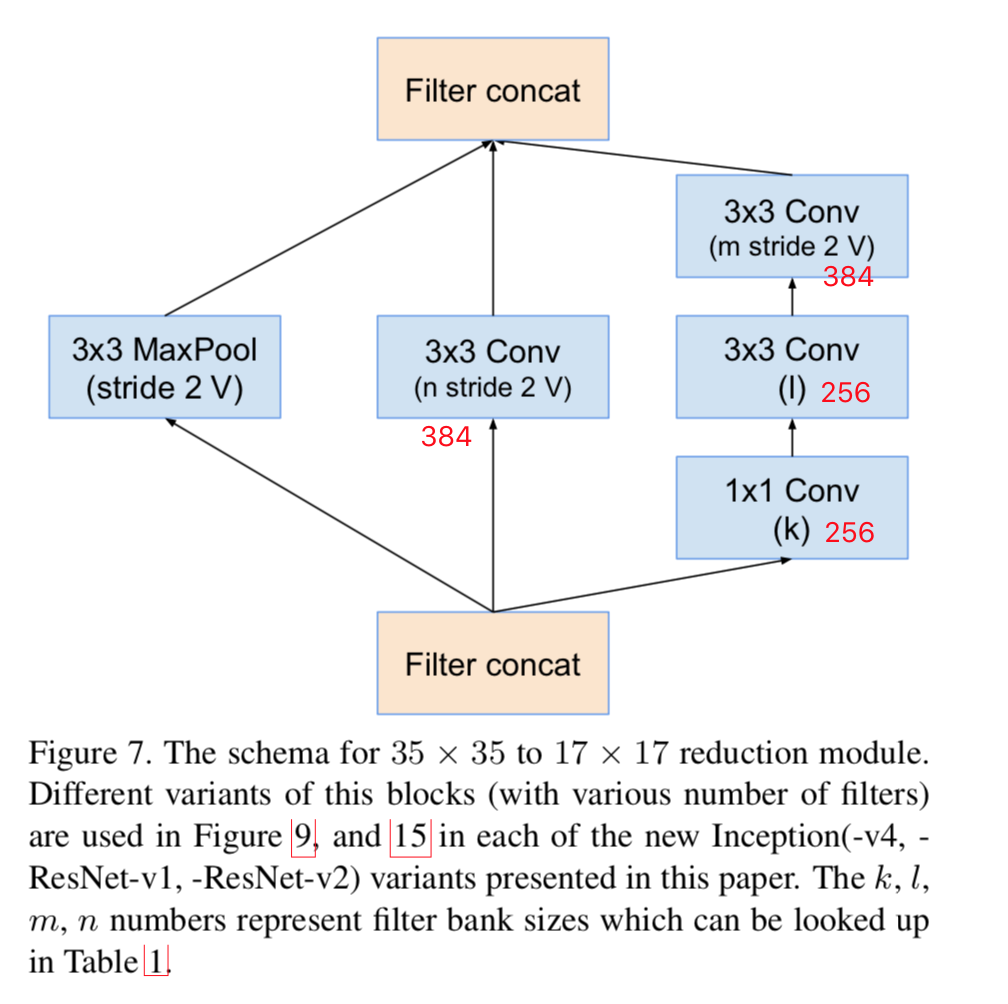 Filter concat
3x3 Conv
(m stride 2 V)
384
3x3 MaxPool
(stride 2 V)
3x3 Conv
(n stride 2 V)
384
3x3 Conv
(l) 256
1x1 Conv
(k) 256
Filter concat
Figure 7. The schema for 35 × 35 to 17 × 17 reduction module.
Different variants of this blocks (with various number of filters)
are used in Figure 9, and 15 in each of the new Inception(-v4, -
ResNet-v1, -ResNet-v2) variants presented in this paper. The k, l,
m, n numbers represent filter bank sizes which can be looked up
in Table 1.